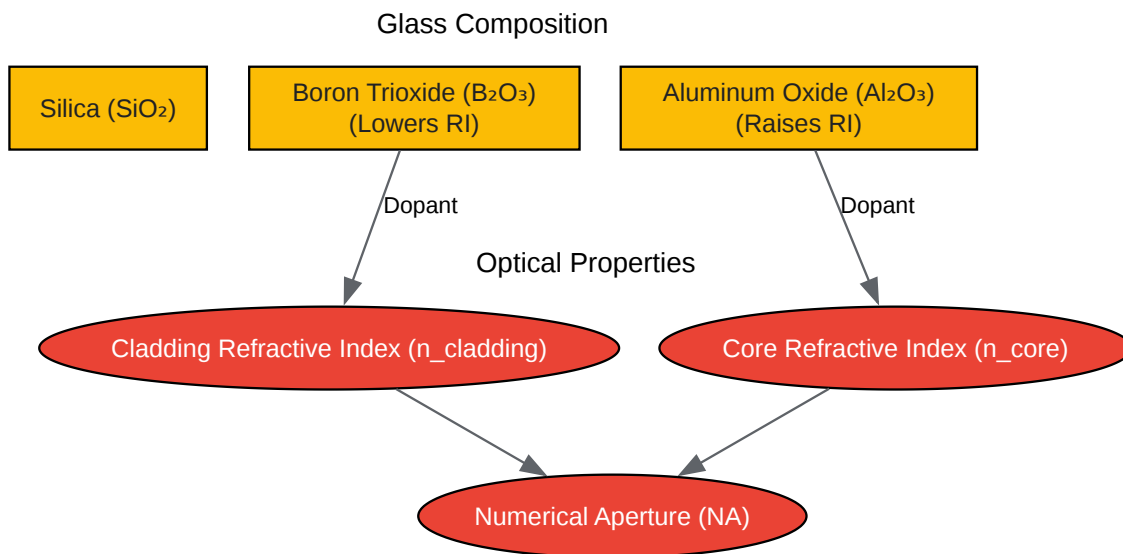 Glass Composition
Silica (SiO₂)
Boron Trioxide (B₂O₃)
(Lowers RI)
Aluminum Oxide (Al₂O₃)
(Raises RI)
Dopant
Dopant
Optical Properties
Cladding Refractive Index (n_cladding)
Core Refractive Index (n_core)
Numerical Aperture (NA)